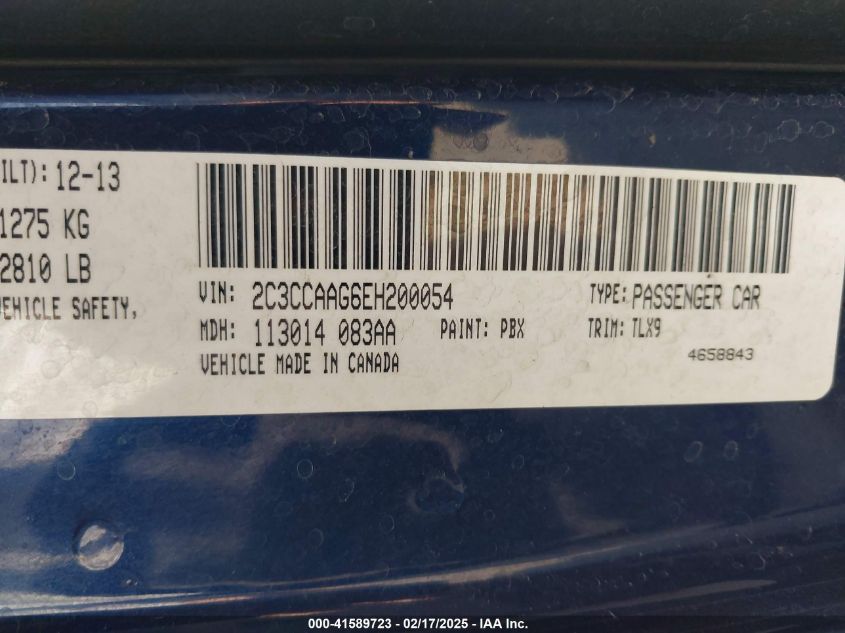 ILT): 12-13
1275 KG
2810 LB
VEHICLE SAFETY,
VIN: 2C3CCAAG6EH200054 TYPE: PASSENGER CAR
MDH: 113014 083AA PAINT: PBX TRIM: TLX9
VEHICLE MADE IN CANADA 4658843
000-41589723 - 02/17/2025 - IAA Inc.